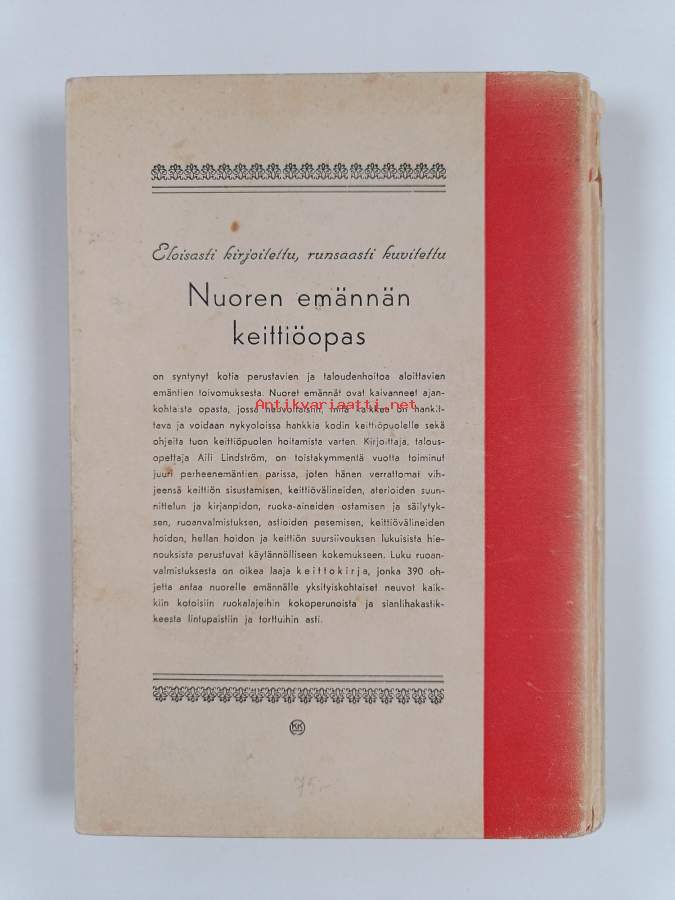 Eloisasti kirjoitettu, runsaasti kuvitettu
Nuoren emännän
keittiöopas
on syntynyt kotia perustavien ja taloudenhoitoa aloittavien
emäntien toivomuksesta. Nuoret emännät ovat kaivanneet ajan-
Antikvariaatti.net
kohtaista opasta, jossa neuvottaisiin, mitä kaikkea on hankit-
tava ja voidaan nykyoloissa hankkia kodin keittiöpuolelle sekä
ohjeita tuon keittiöpuolen hoitamista varten. Kirjoittaja, talous-
opettaja Aili Lindström, on toistakymmentä vuotta toiminut
juuri perheenemäntien parissa, joten hänen verrattomat vih-
jeensä keittiön sisustamisen, keittiövälineiden, aterioiden suun-
nittelun ja kirjanpidon, ruoka-aineiden ostamisen ja säilytyk-
sen, ruoanvalmistuksen, astioiden pesemisen, keittiövälineiden
hoidon, hellan hoidon ja keittiön suursiivouksen lukuisista hie-
nouksista perustuvat käytännölliseen kokemukseen. Luku ruoan-
valmistuksesta on oikea laaja keittokirja, jonka 390 oh-
jetta antaa nuorelle emännälle yksityiskohtaiset neuvot kaik-
kiin kotoisiin ruokalajeihin kokoperunoista ja sianlihakastik-
keesta lintupaistiin ja torttuihin asti.
KK
75.-